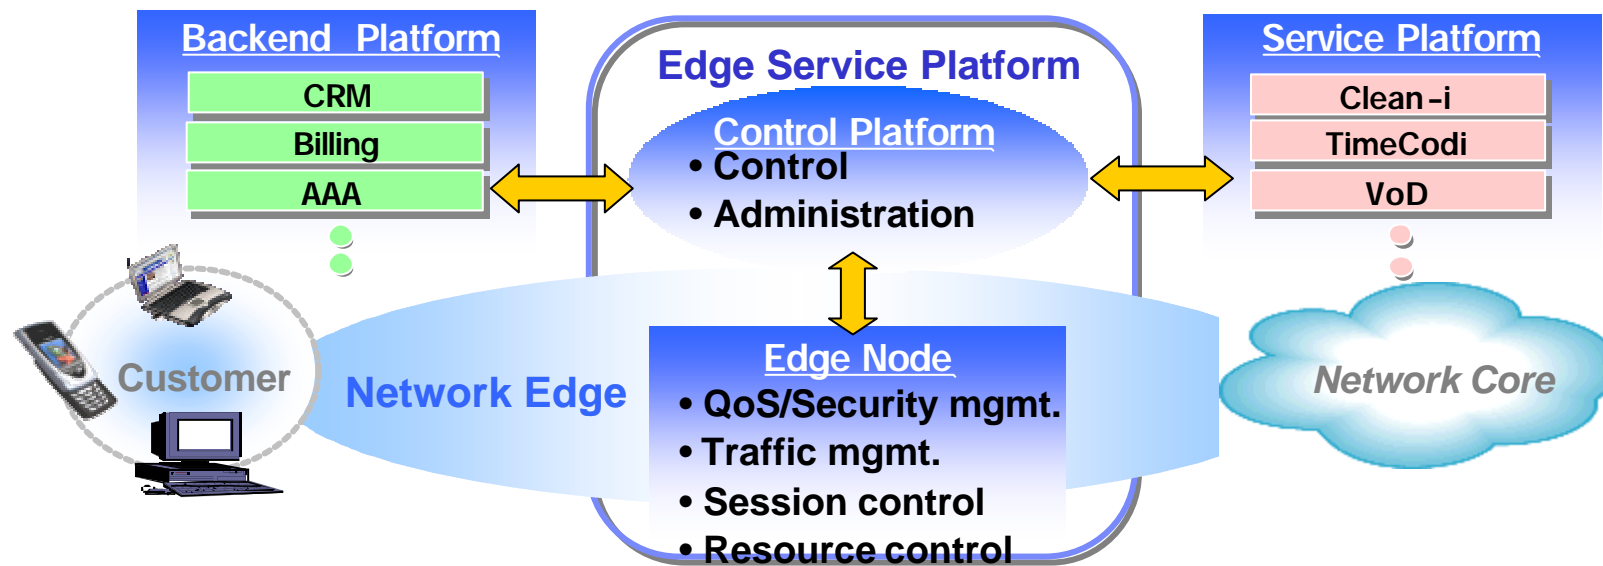 Backend Platform
CRM
Billing
AAA
Edge Service Platform
Control Platform
• Control
• Administration
Service Platform
Clean-i
TimeCodi
VoD
Customer
Network Edge
Edge Node
• QoS/Security mgmt.
• Traffic mgmt.
• Session control
• Resource control
Network Core